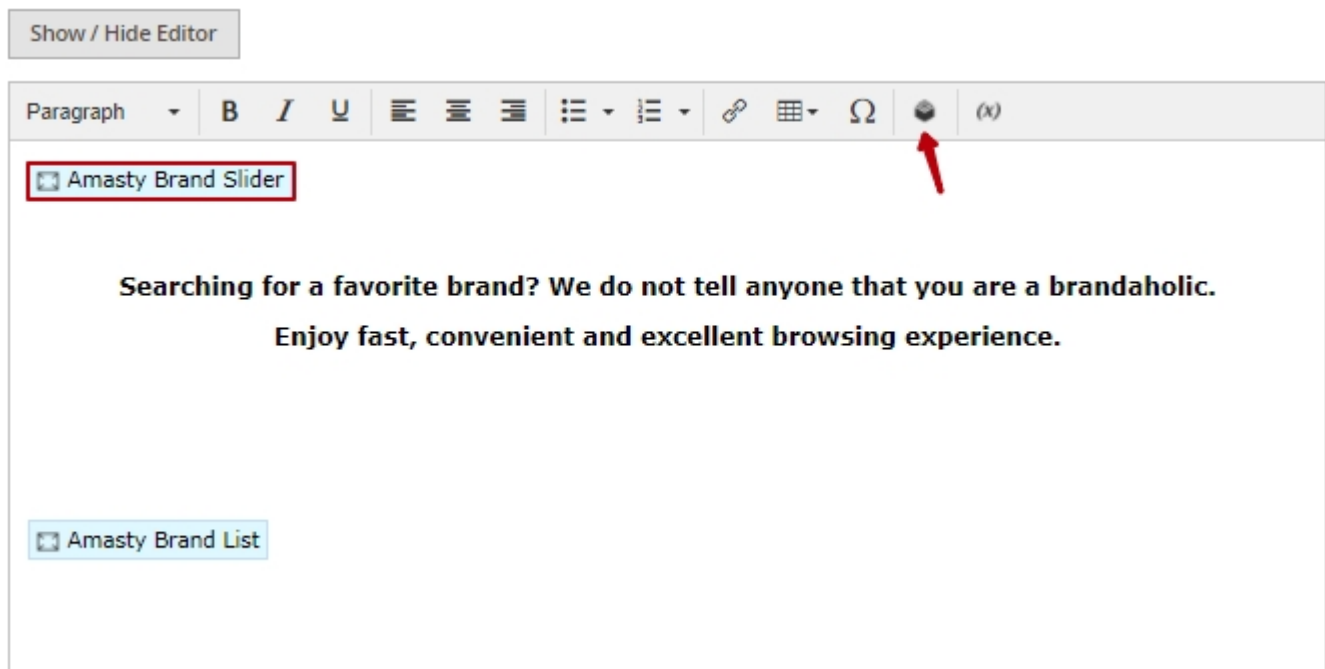 Show / Hide Editor
Paragraph B I U Ω (x)
Amasty Brand Slider
Searching for a favorite brand? We do not tell anyone that you are a brandaholic.
Enjoy fast, convenient and excellent browsing experience.
Amasty Brand List